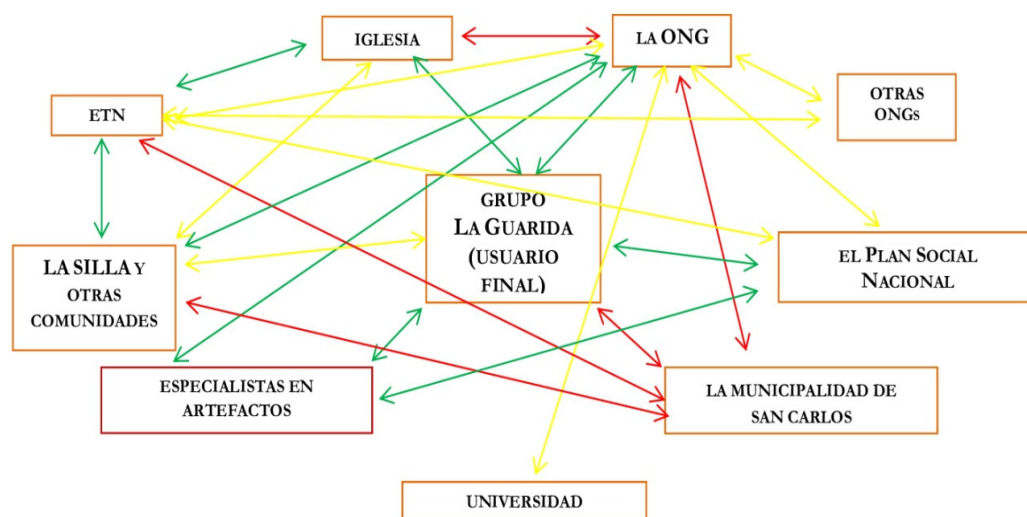 IGLESIA
LA ONG
ETN
OTRAS
ONGS
GRUPO
LA GUARIDA
(USUARIO
FINAL)
LA SILLA Y
OTRAS
COMUNIDADES
EL PLAN SOCIAL
NACIONAL
ESPECIALISTAS EN
ARTEFACTOS
LA MUNICIPALIDAD DE
SAN CARLOS
UNIVERSIDAD